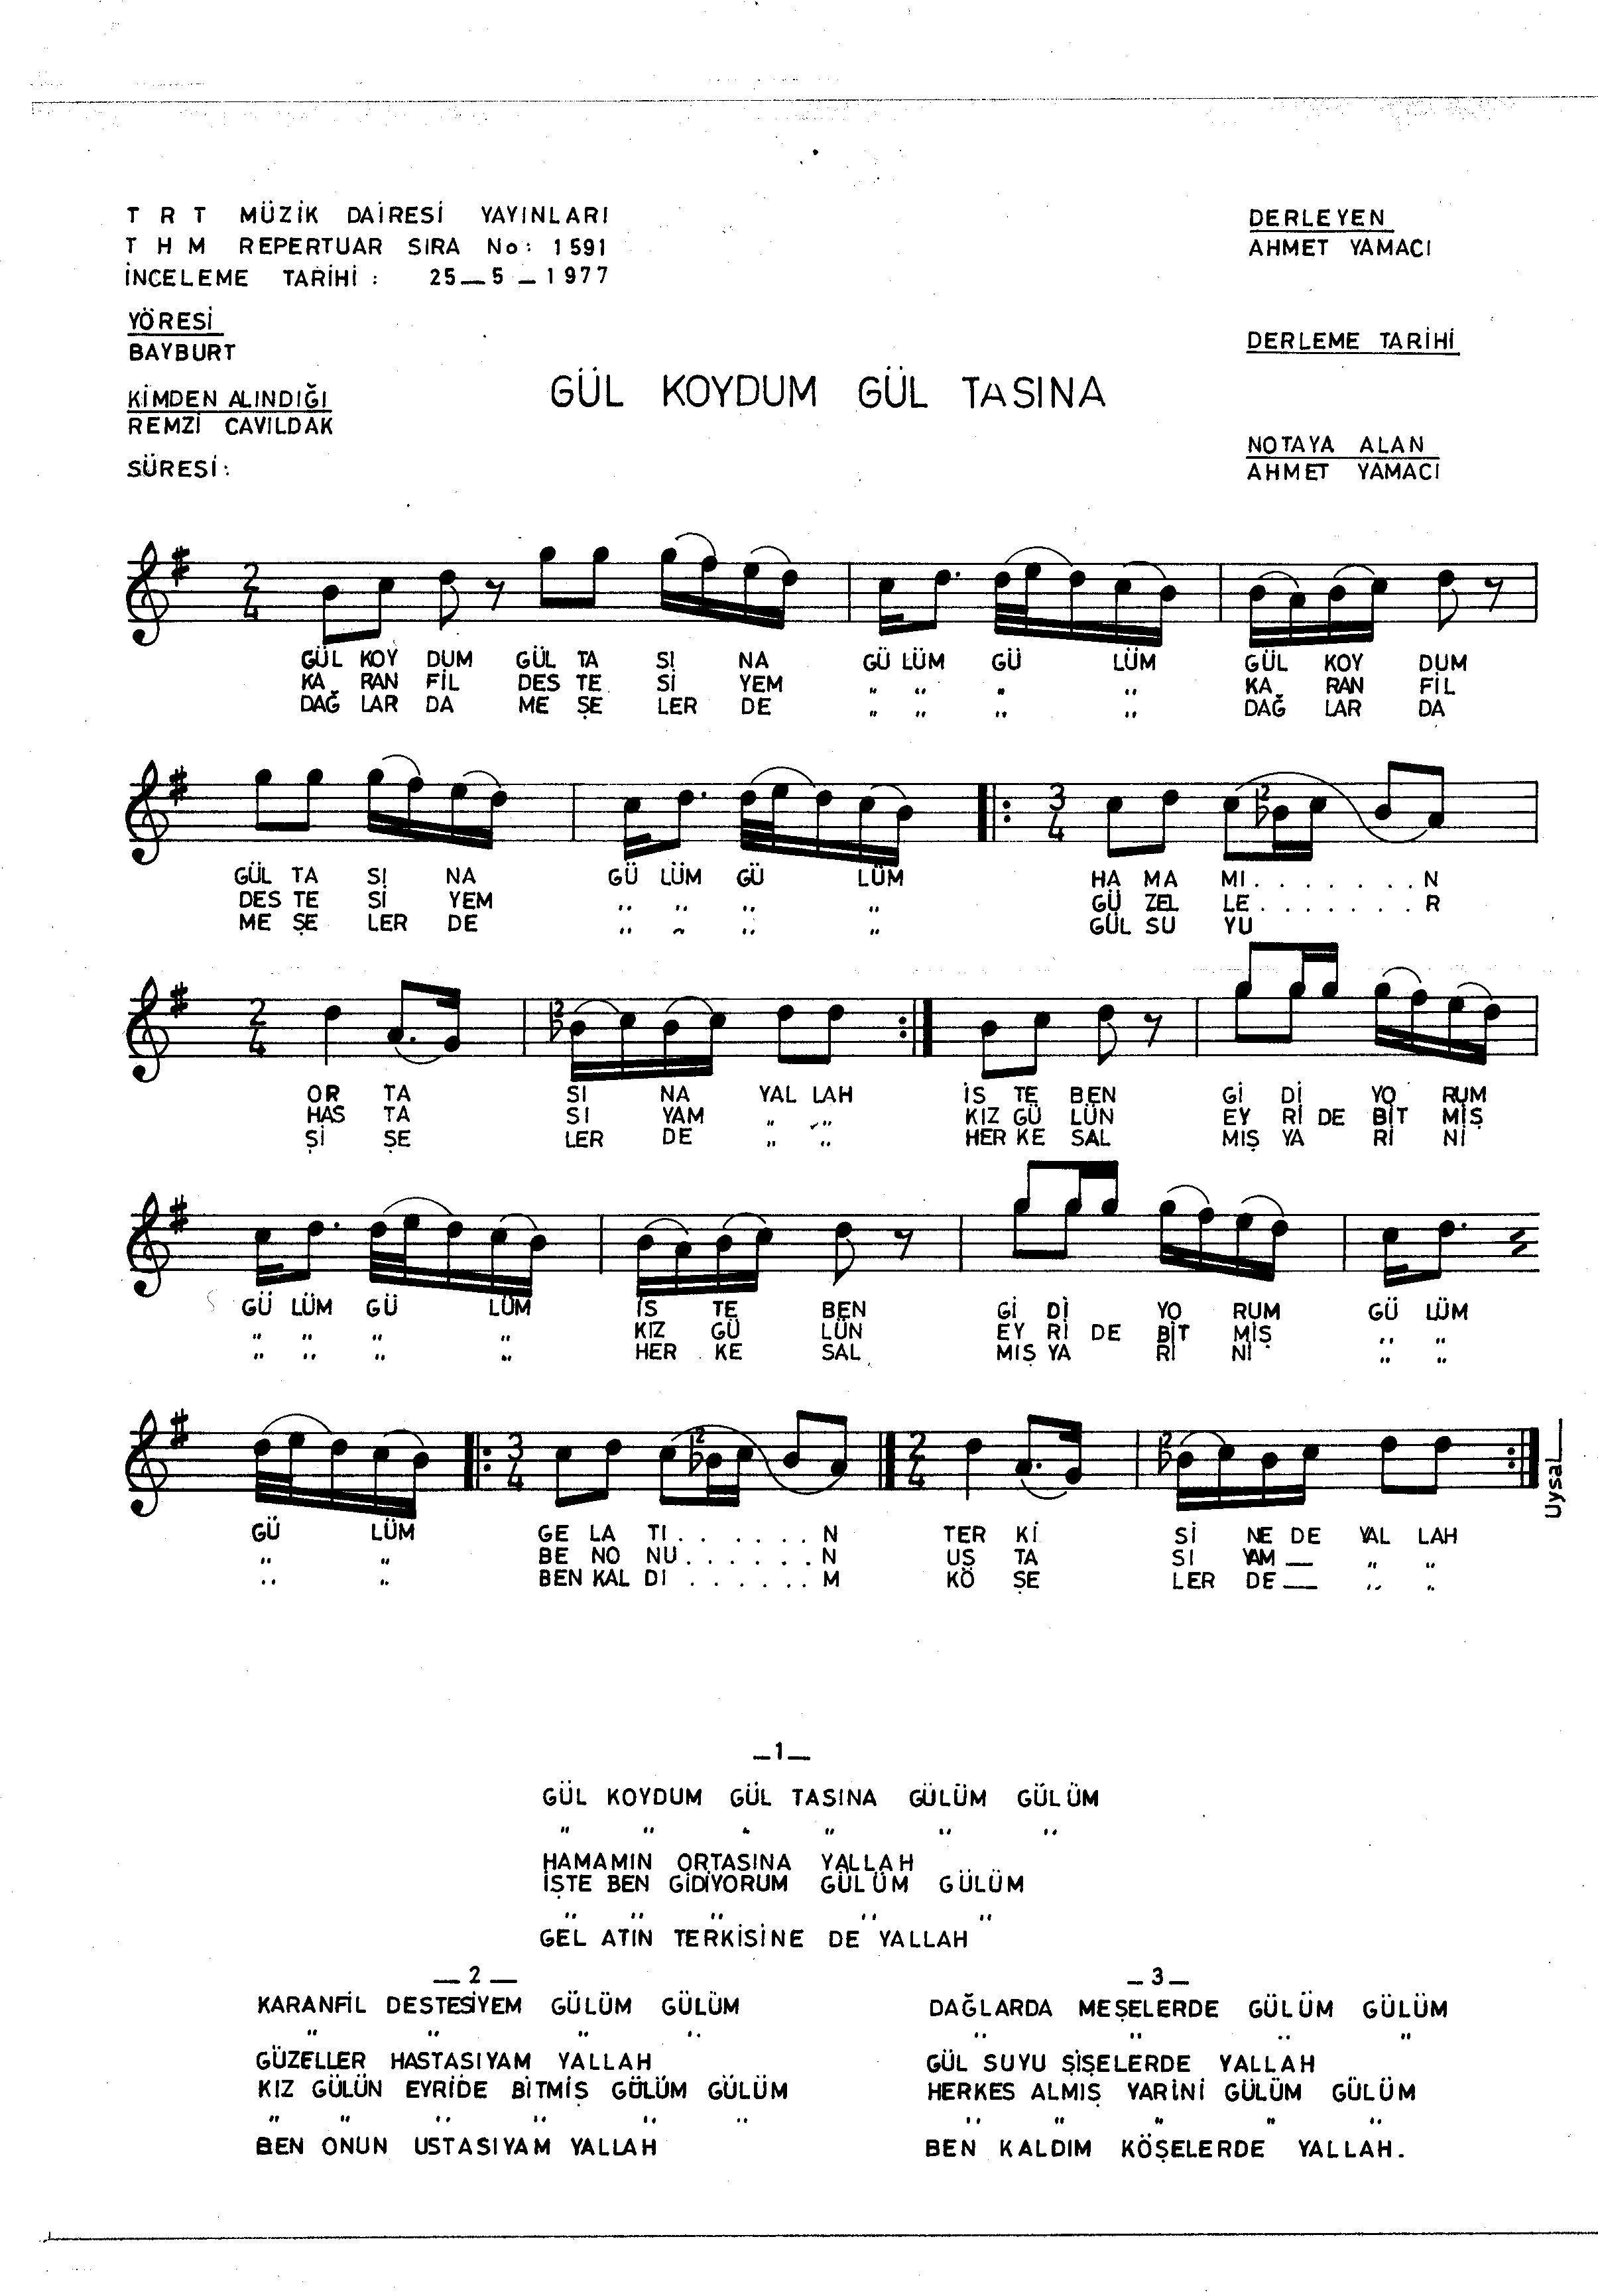 T R T MÜZİK DAİRESİ YAYINLARI
T H M REPERTUAR SIRA No: 1591
İNCELEME TARİHİ : 25_5_1977
DERLEYEN
AHMET YAMACI
YÖRESİ
BAYBURT
DERLEME TARİHİ
KİMDEN ALINDIĞI
REMZİ CAVILDAK
GÜL KOYDUM GÜL TASINA
SÜRESİ:
NOTAYA ALAN
AHMET YAMACI
2/4
GÜL KOY DUM GÜL TA SI NA GÜ LÜM GÜ LÜM GÜL KOY DUM
KA RAN FİL DES TE Sİ YEM " " " " KA RAN FİL
DAĞ LAR DA ME ŞE LER DE " " " " DAĞ LAR DA
3/4
GÜL TA SI NA GÜ LÜM GÜ LÜM HA MA MI . . . . . . . N
DES TE Sİ YEM " " " " GÜ ZEL LE . . . . . . . R
ME ŞE LER DE " " " " GÜL SU YU
2/4
OR TA SI NA YAL LAH İS TE BEN Gİ Dİ YO RUM
HAS TA SI YAM " " KIZ GÜ LÜN EY Rİ DE BİT MİŞ
Şİ ŞE LER DE " " HER KE SAL MIŞ YA Rİ Nİ
GÜ LÜM GÜ LÜM İS TE BEN Gİ Dİ YO RUM GÜ LÜM
" " " " KIZ GÜ LÜN EY Rİ DE BİT MİŞ " "
" " " " HER KE SAL MIŞ YA Rİ Nİ " "
3/4 2/4
Uysal
GÜ LÜM GE LA TI . . . . . . N TER Kİ Sİ NE DE YAL LAH
" " BE NO NU . . . . . . N US TA SI YAM _ " "
" " BEN KAL DI . . . . . . M KÖ ŞE LER DE _ " "
_1_
GÜL KOYDUM GÜL TASINA GÜLÜM GÜLÜM
" " " " " "
HAMAMIN ORTASINA YALLAH
İŞTE BEN GİDİYORUM GÜLÜM GÜLÜM
" " " " "
GEL ATIN TERKİSİNE DE YALLAH
_ 2 _
KARANFİL DESTESİYEM GÜLÜM GÜLÜM
" " " "
GÜZELLER HASTASIYAM YALLAH
KIZ GÜLÜN EYRİDE BİTMİŞ GÜLÜM GÜLÜM
" " " " " "
BEN ONUN USTASIYAM YALLAH
_ 3 _
DAĞLARDA MEŞELERDE GÜLÜM GÜLÜM
" " " "
GÜL SUYU ŞİŞELERDE YALLAH
HERKES ALMIŞ YARİNİ GÜLÜM GÜLÜM
" " " " "
BEN KALDIM KÖŞELERDE YALLAH.